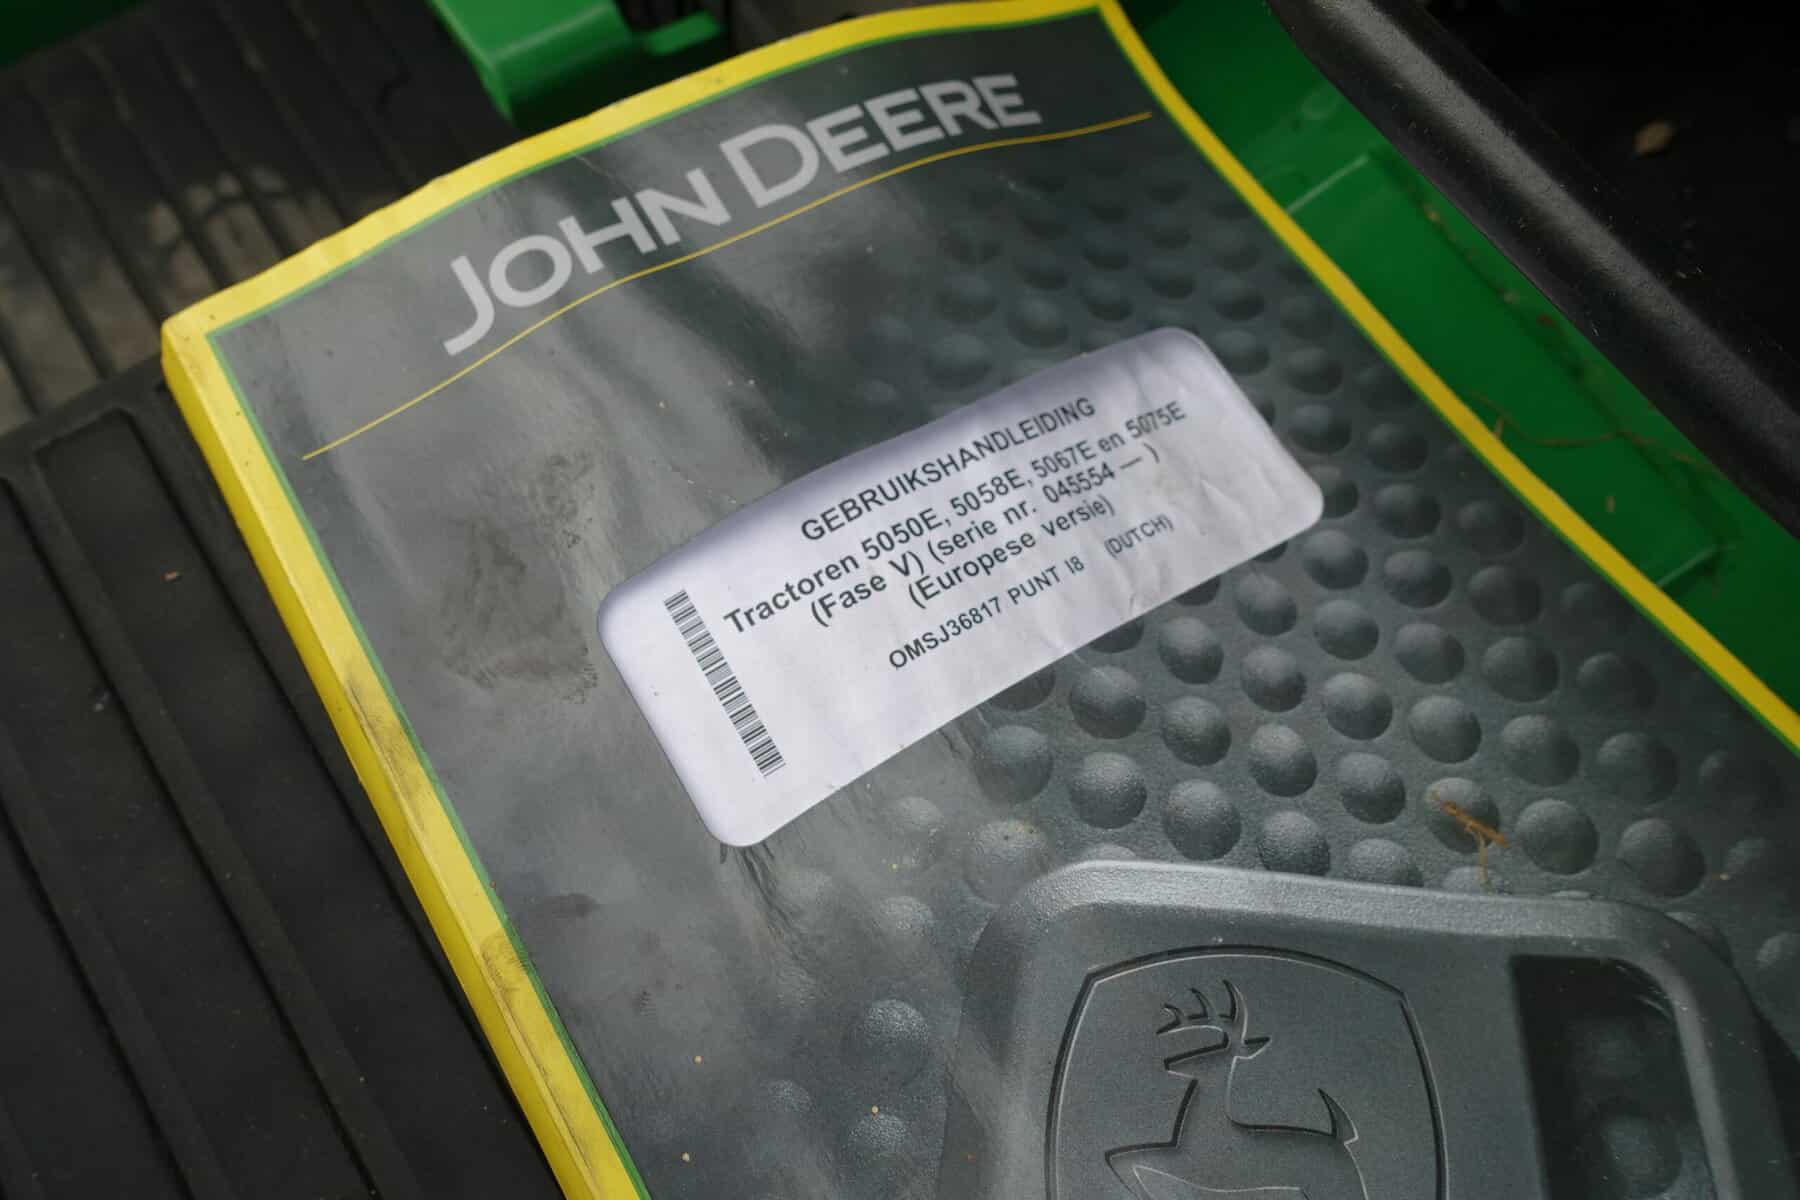 JOHN DEERE
GEBRUIKSHANDLEIDING
Tractoren 5050E, 5058E, 5067E en 5075E
(Fase V) (serie nr. 045554 — )
(Europese versie)
OMSJ36817 PUNT I8 (DUTCH)